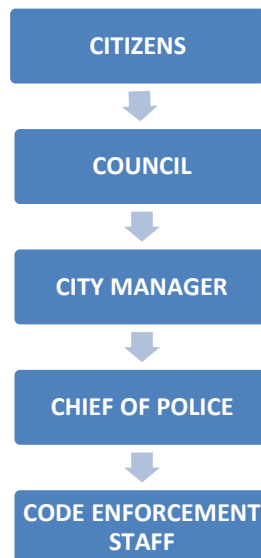 CITIZENS
COUNCIL
CITY MANAGER
CHIEF OF POLICE
CODE ENFORCEMENT
STAFF